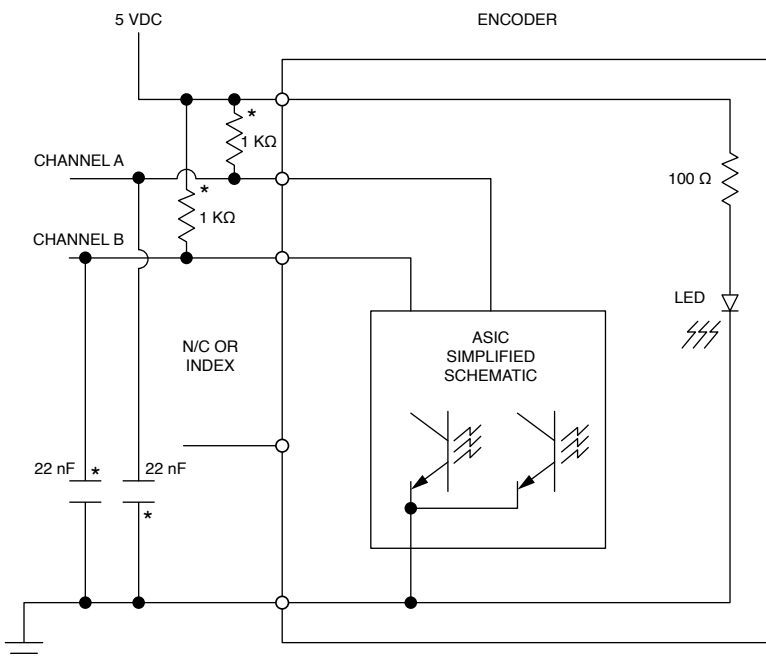 5 VDC
ENCODER
*
1 KΩ
CHANNEL A
*
1 KΩ
100 Ω
CHANNEL B
LED
N/C OR
INDEX
ASIC
SIMPLIFIED
SCHEMATIC
22 nF
*
22 nF
*